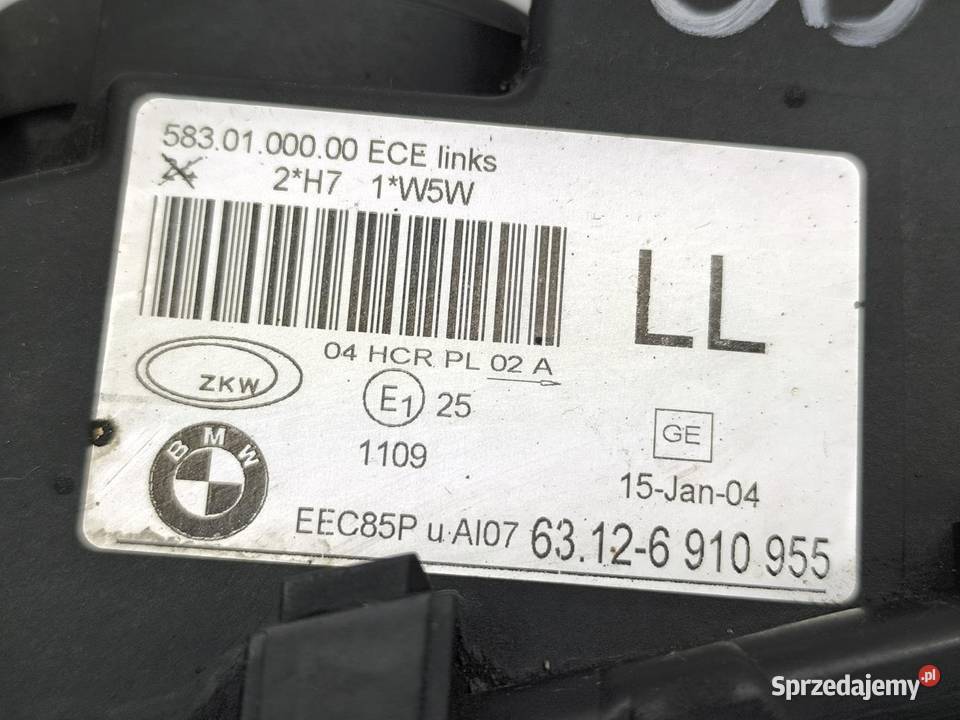 583.01.000.00 ECE links
2*H7 1*W5W
LL
04 HCR PL 02 A
ZKW
E1 25
GE
1109
BMW
15-Jan-04
EEC85P u Al07 63.12-6 910 955
Sprzedajemy.pl